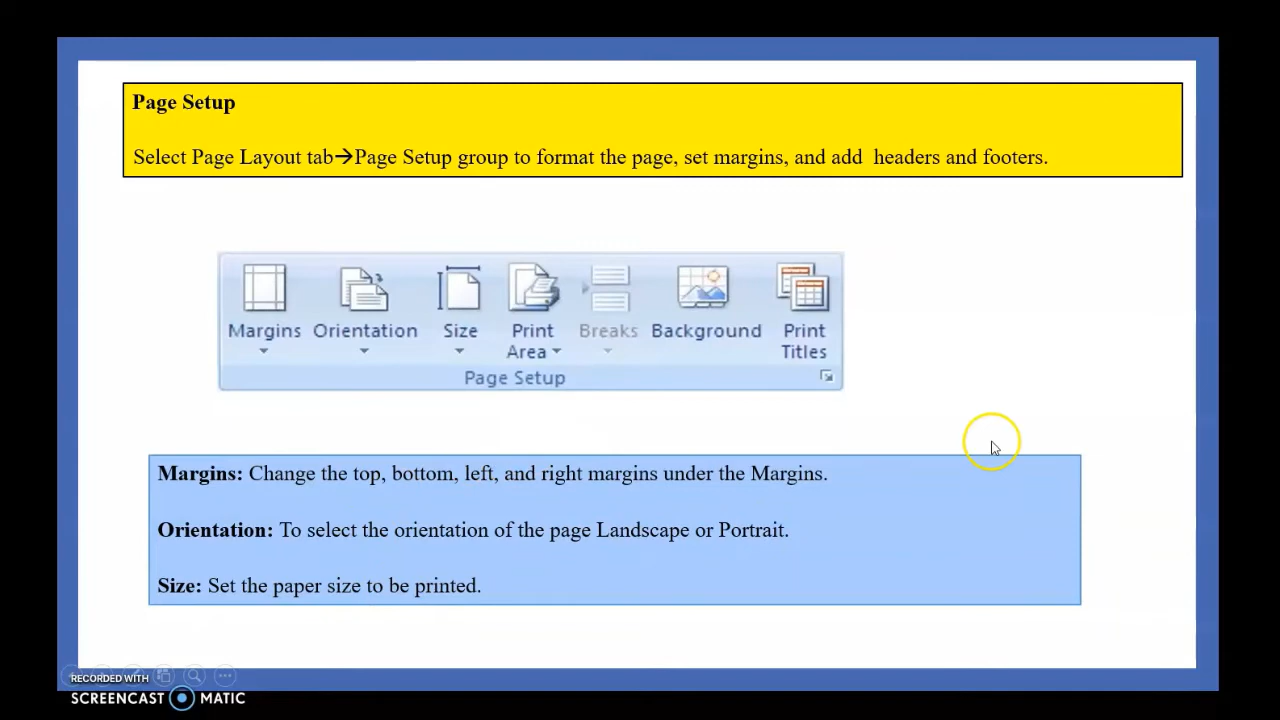 Page Setup
Select Page Layout tab→Page Setup group to format the page, set margins, and add  headers and footers.
Margins Orientation Size Print Area Breaks Background Print Titles
Page Setup
Margins: Change the top, bottom, left, and right margins under the Margins.
Orientation: To select the orientation of the page Landscape or Portrait.
Size: Set the paper size to be printed.
RECORDED WITH
SCREENCAST MATIC